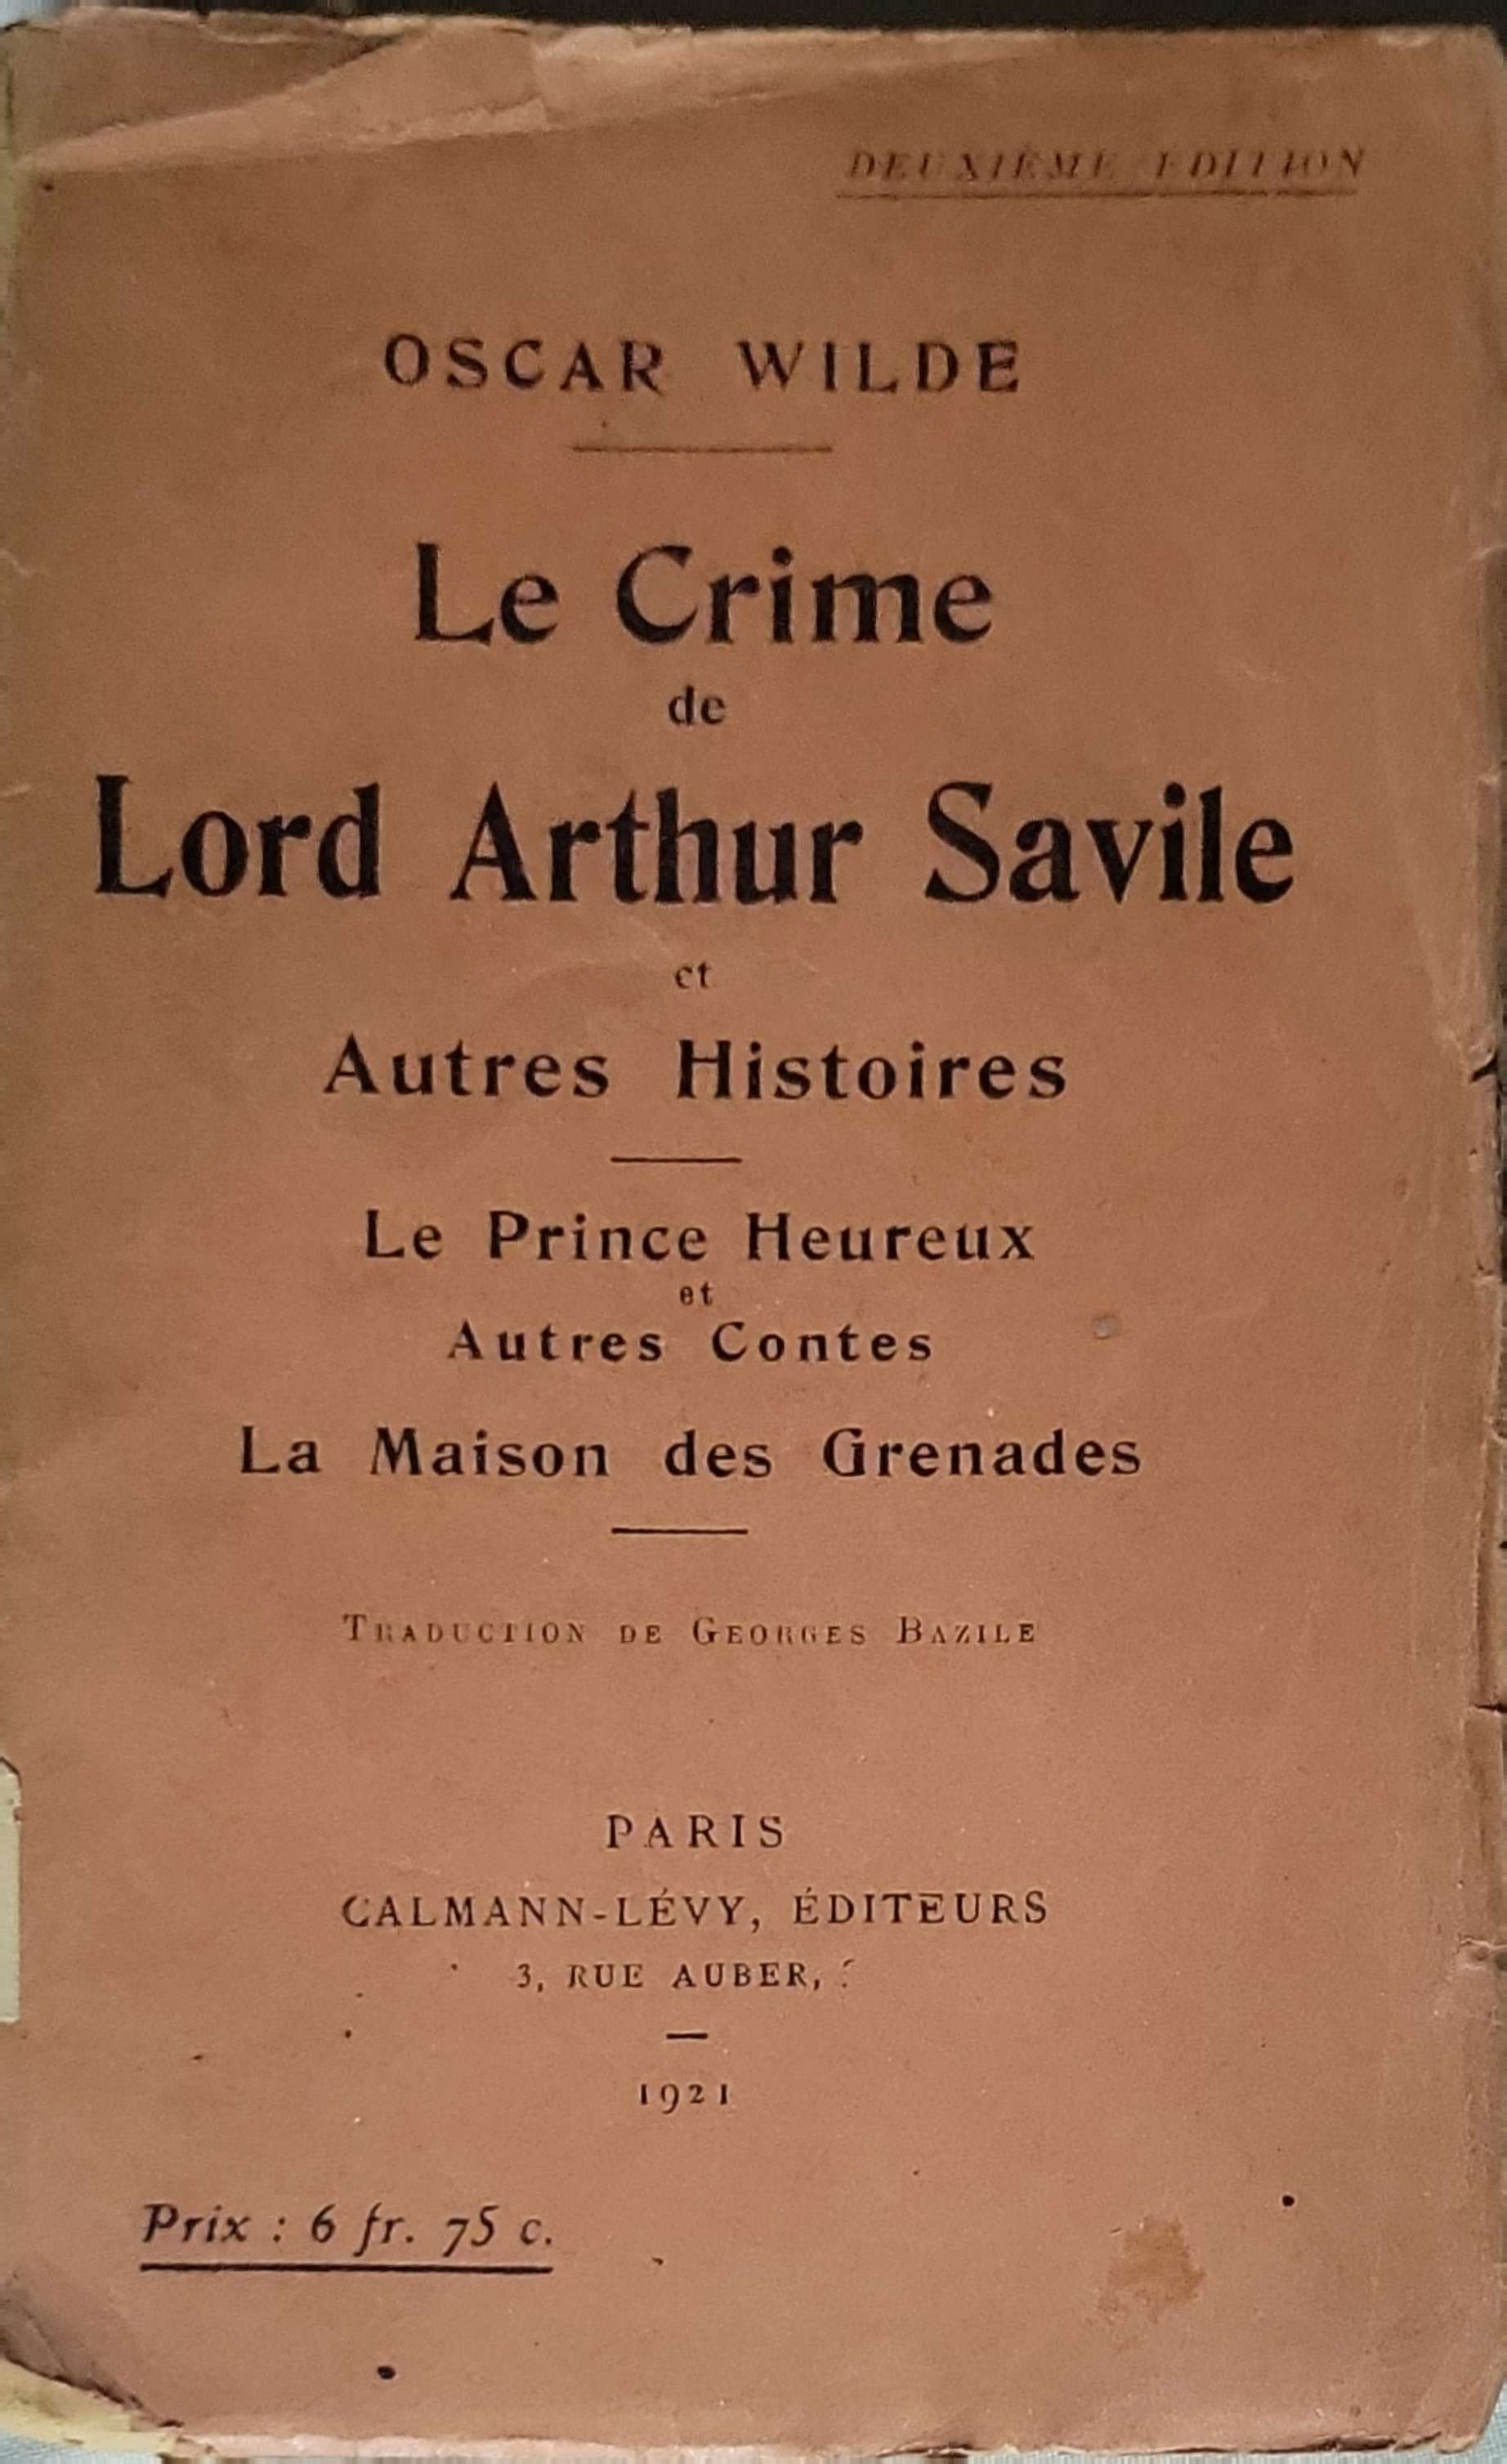 DEUXIÈME EDITION
OSCAR WILDE
Le Crime
de
Lord Arthur Savile
et
Autres Histoires
Le Prince Heureux
et
Autres Contes
La Maison des Grenades
TRADUCTION DE GEORGES BAZILE
PARIS
CALMANN-LÉVY, ÉDITEURS
3, RUE AUBER,
1921
Prix : 6 fr. 75 c.